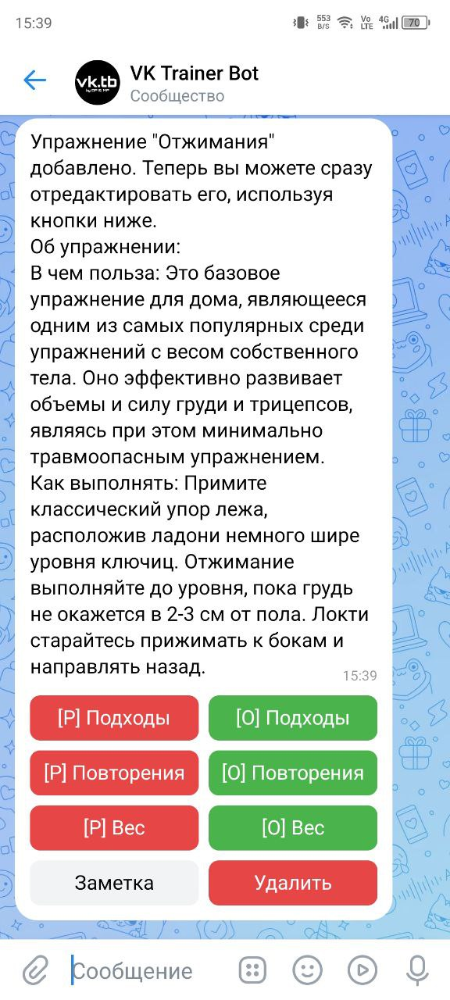 15:39
553 B/S Vo LTE 4G 70
vk.tb
VK Trainer Bot
Сообщество
Упражнение "Отжимания"
добавлено. Теперь вы можете сразу
отредактировать его, используя
кнопки ниже.
Об упражнении:
В чем польза: Это базовое
упражнение для дома, являющееся
одним из самых популярных среди
упражнений с весом собственного
тела. Оно эффективно развивает
объемы и силу груди и трицепсов,
являясь при этом минимально
травмоопасным упражнением.
Как выполнять: Примите
классический упор лежа,
расположив ладони немного шире
уровня ключиц. Отжимание
выполняйте до уровня, пока грудь
не окажется в 2-3 см от пола. Локти
старайтесь прижимать к бокам и
направлять назад.
15:39
[Р] Подходы [О] Подходы
[Р] Повторения [О] Повторения
[Р] Вес [О] Вес
Заметка Удалить
Сообщение